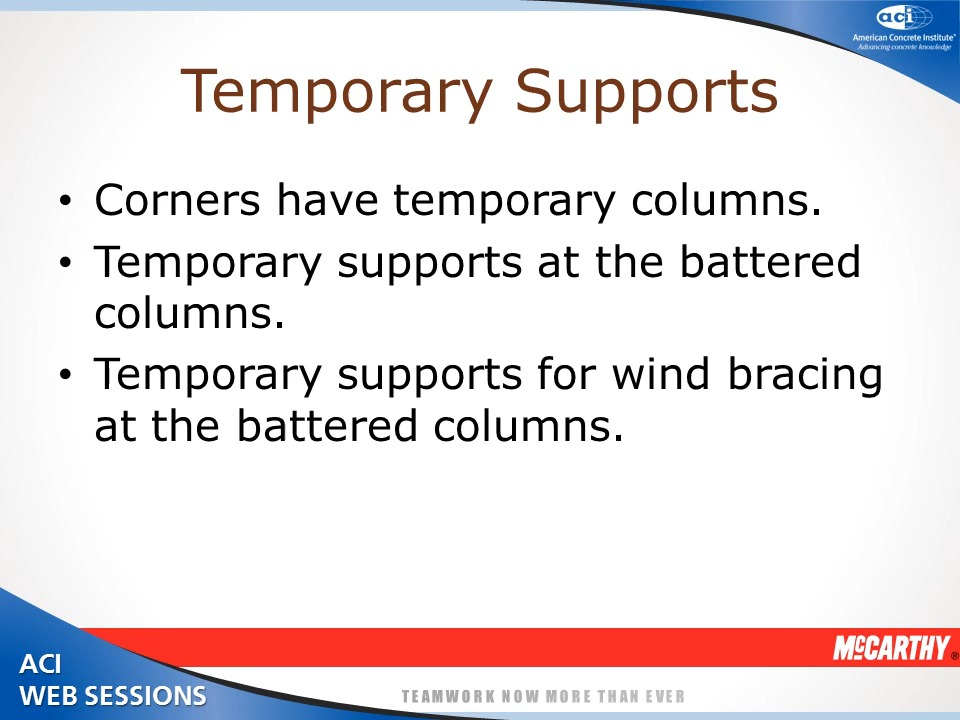 aci
American Concrete Institute®
Advancing concrete knowledge
Temporary Supports
• Corners have temporary columns.
• Temporary supports at the battered
columns.
• Temporary supports for wind bracing
at the battered columns.
McCARTHY®
ACI
WEB SESSIONS
TEAMWORK NOW MORE THAN EVER